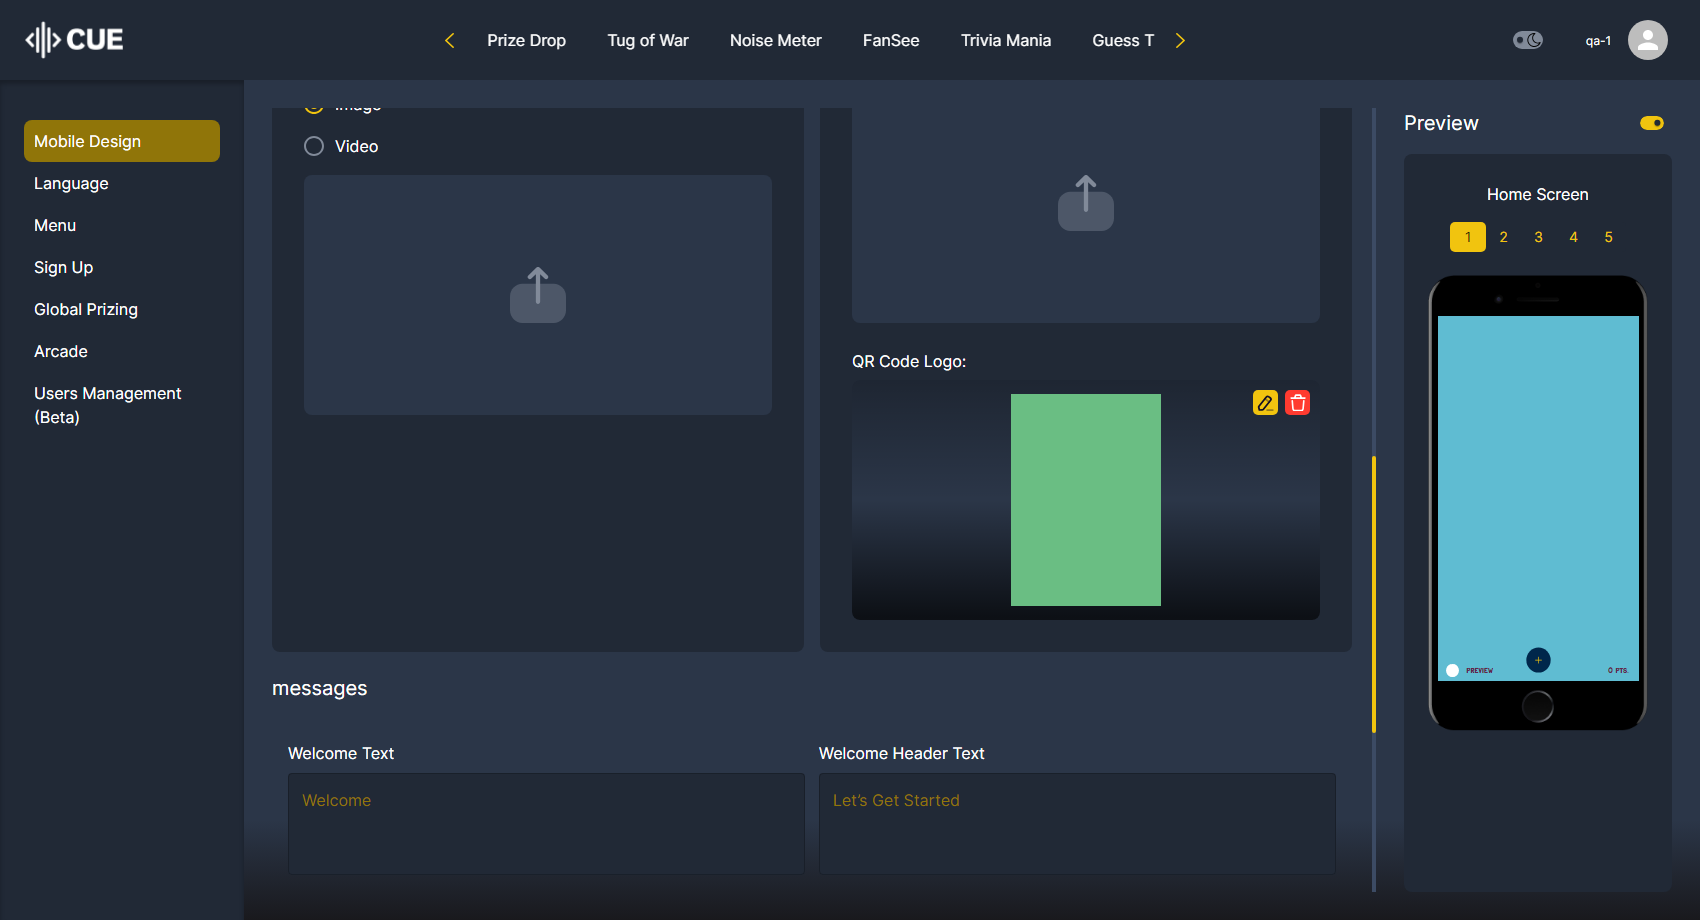 CUE
Prize Drop
Tug of War
Noise Meter
FanSee
Trivia Mania
Guess T
qa-1
Mobile Design
Language
Menu
Sign Up
Global Prizing
Arcade
Users Management
(Beta)
Image
Video
QR Code Logo:
messages
Welcome Text
Welcome
Welcome Header Text
Let's Get Started
Preview
Home Screen
1 2 3 4 5
PREVIEW
0 PTS